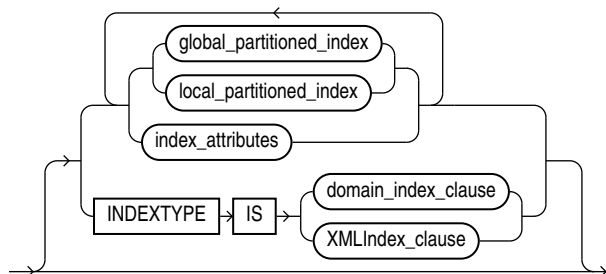 global_partitioned_index
local_partitioned_index
index_attributes
INDEXTYPE IS
domain_index_clause
XMLIndex_clause